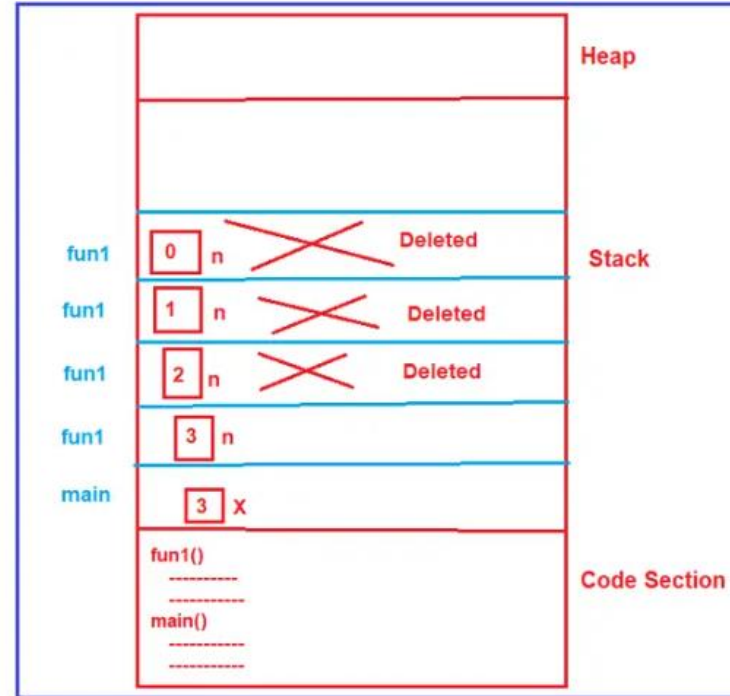 Heap
fun1 0 n Deleted
Stack
fun1 1 n Deleted
fun1 2 n Deleted
fun1 3 n
main 3 X
fun1()
----------
-----------
Code Section
main()
-----------
-----------